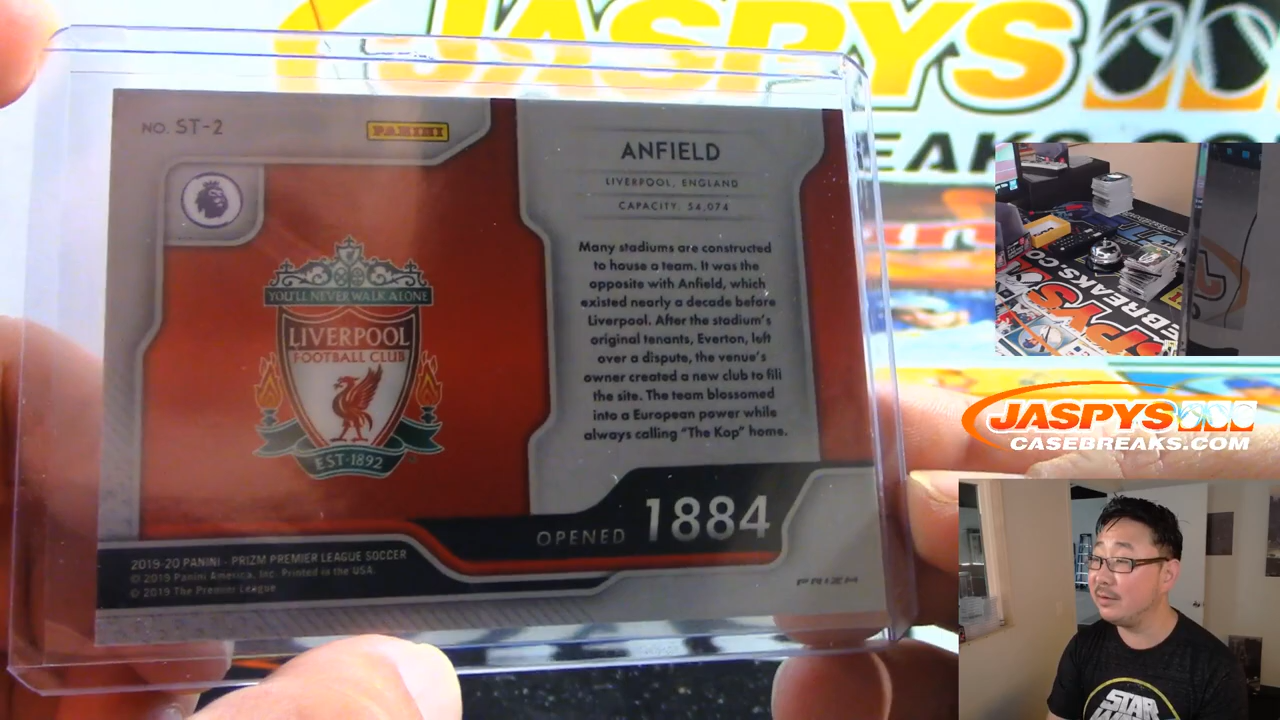 JASPYS
EAK
NO. ST-2
PANINI
ANFIELD
LIVERPOOL, ENGLAND
CAPACITY: 54,074
Many stadiums are constructed
to house a team. It was the
opposite with Anfield, which
existed nearly a decade before
Liverpool. After the stadium's
original tenants, Everton, left
over a dispute, the venue's
owner created a new club to fill
the site. The team blossomed
into a European power while
always calling "The Kop" home.
YOU'LL NEVER WALK ALONE
LIVERPOOL
FOOTBALL CLUB
EST·1892
OPENED 1884
2019-20 PANINI - PRIZM PREMIER LEAGUE SOCCER
© 2019 Panini America, Inc. Printed in the USA.
© 2019 The Premier League
PRIZM
JASPYS
CASEBREAKS.COM
STAR